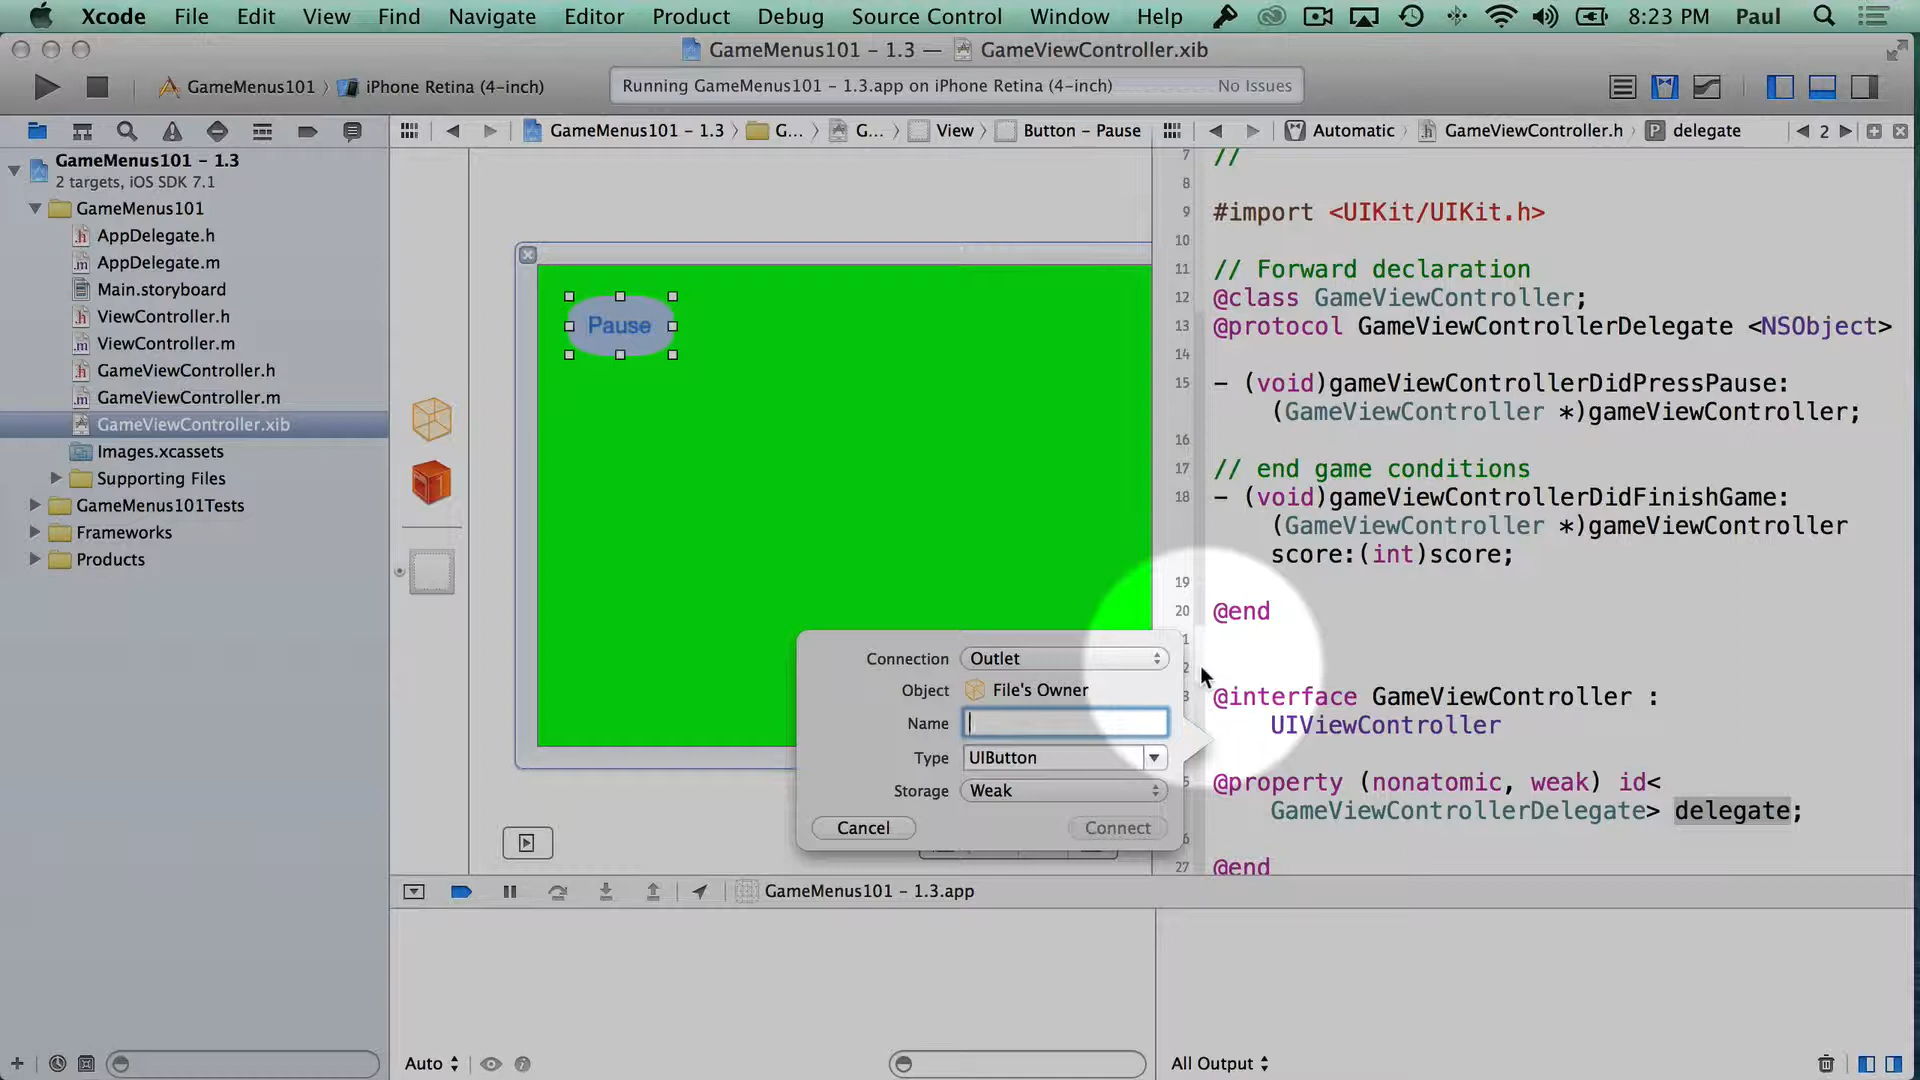 Xcode File Edit View Find Navigate Editor Product Debug Source Control Window Help 8:23 PM Paul
GameMenus101 – 1.3 — GameViewController.xib
GameMenus101 iPhone Retina (4-inch) Running GameMenus101 – 1.3.app on iPhone Retina (4-inch) No Issues
GameMenus101 – 1.3 G... G... View Button – Pause Automatic GameViewController.h P delegate 2
GameMenus101 – 1.3
2 targets, iOS SDK 7.1
GameMenus101
AppDelegate.h
AppDelegate.m
Main.storyboard
ViewController.h
ViewController.m
GameViewController.h
GameViewController.m
GameViewController.xib
Images.xcassets
Supporting Files
GameMenus101Tests
Frameworks
Products
Pause
Connection Outlet
Object File's Owner
Name
Type UIButton
Storage Weak
Cancel Connect
7 //
8
9 #import <UIKit/UIKit.h>
10
11 // Forward declaration
12 @class GameViewController;
13 @protocol GameViewControllerDelegate <NSObject>
14
15 – (void)gameViewControllerDidPressPause:
(GameViewController *)gameViewController;
16
17 // end game conditions
18 – (void)gameViewControllerDidFinishGame:
(GameViewController *)gameViewController
score:(int)score;
19
20 @end
1
2
3 @interface GameViewController :
UIViewController
5 @property (nonatomic, weak) id<
GameViewControllerDelegate> delegate;
6
27 @end
GameMenus101 – 1.3.app
Auto All Output